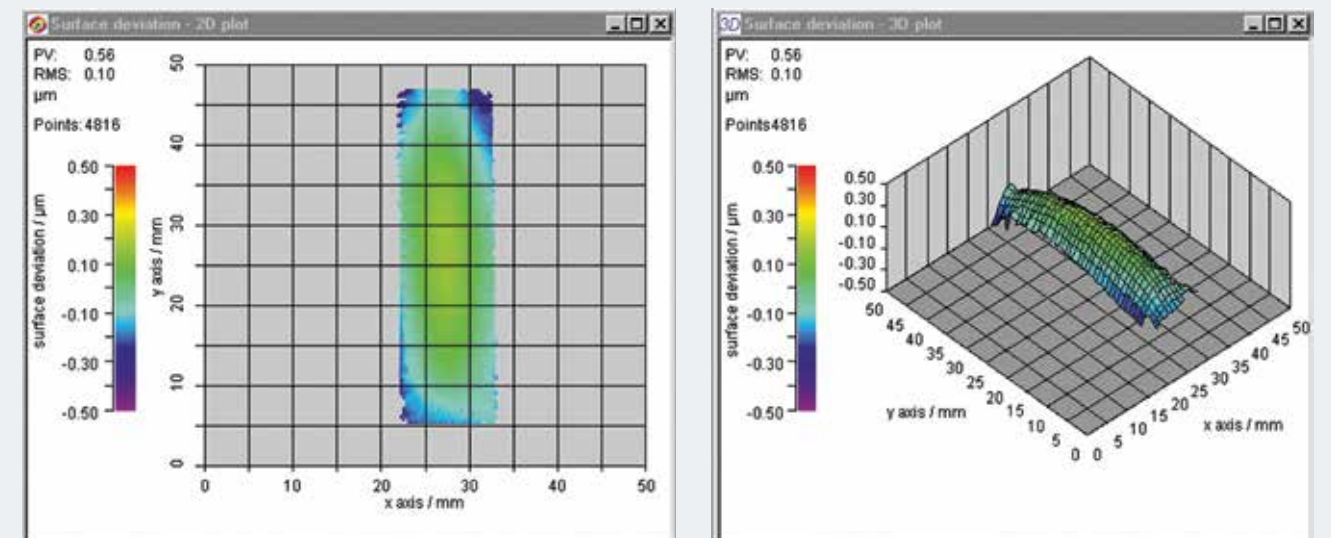 Surface deviation - 2D plot
PV: 0.56
RMS: 0.10
µm
Points: 4816
surface deviation / µm
0.50
0.30
0.10
-0.10
-0.30
-0.50
y axis / mm
50
40
30
20
10
0
0 10 20 30 40 50
x axis / mm
3D Surface deviation - 3D plot
PV: 0.56
RMS: 0.10
µm
Points4816
surface deviation / µm
0.50
0.30
0.10
-0.10
-0.30
-0.50
0.50
0.30
0.10
-0.10
-0.30
-0.50
50 45 40 35 30 25 20 15 10 5 0
y axis / mm
0 5 10 15 20 25 30 35 40 45 50
x axis / mm